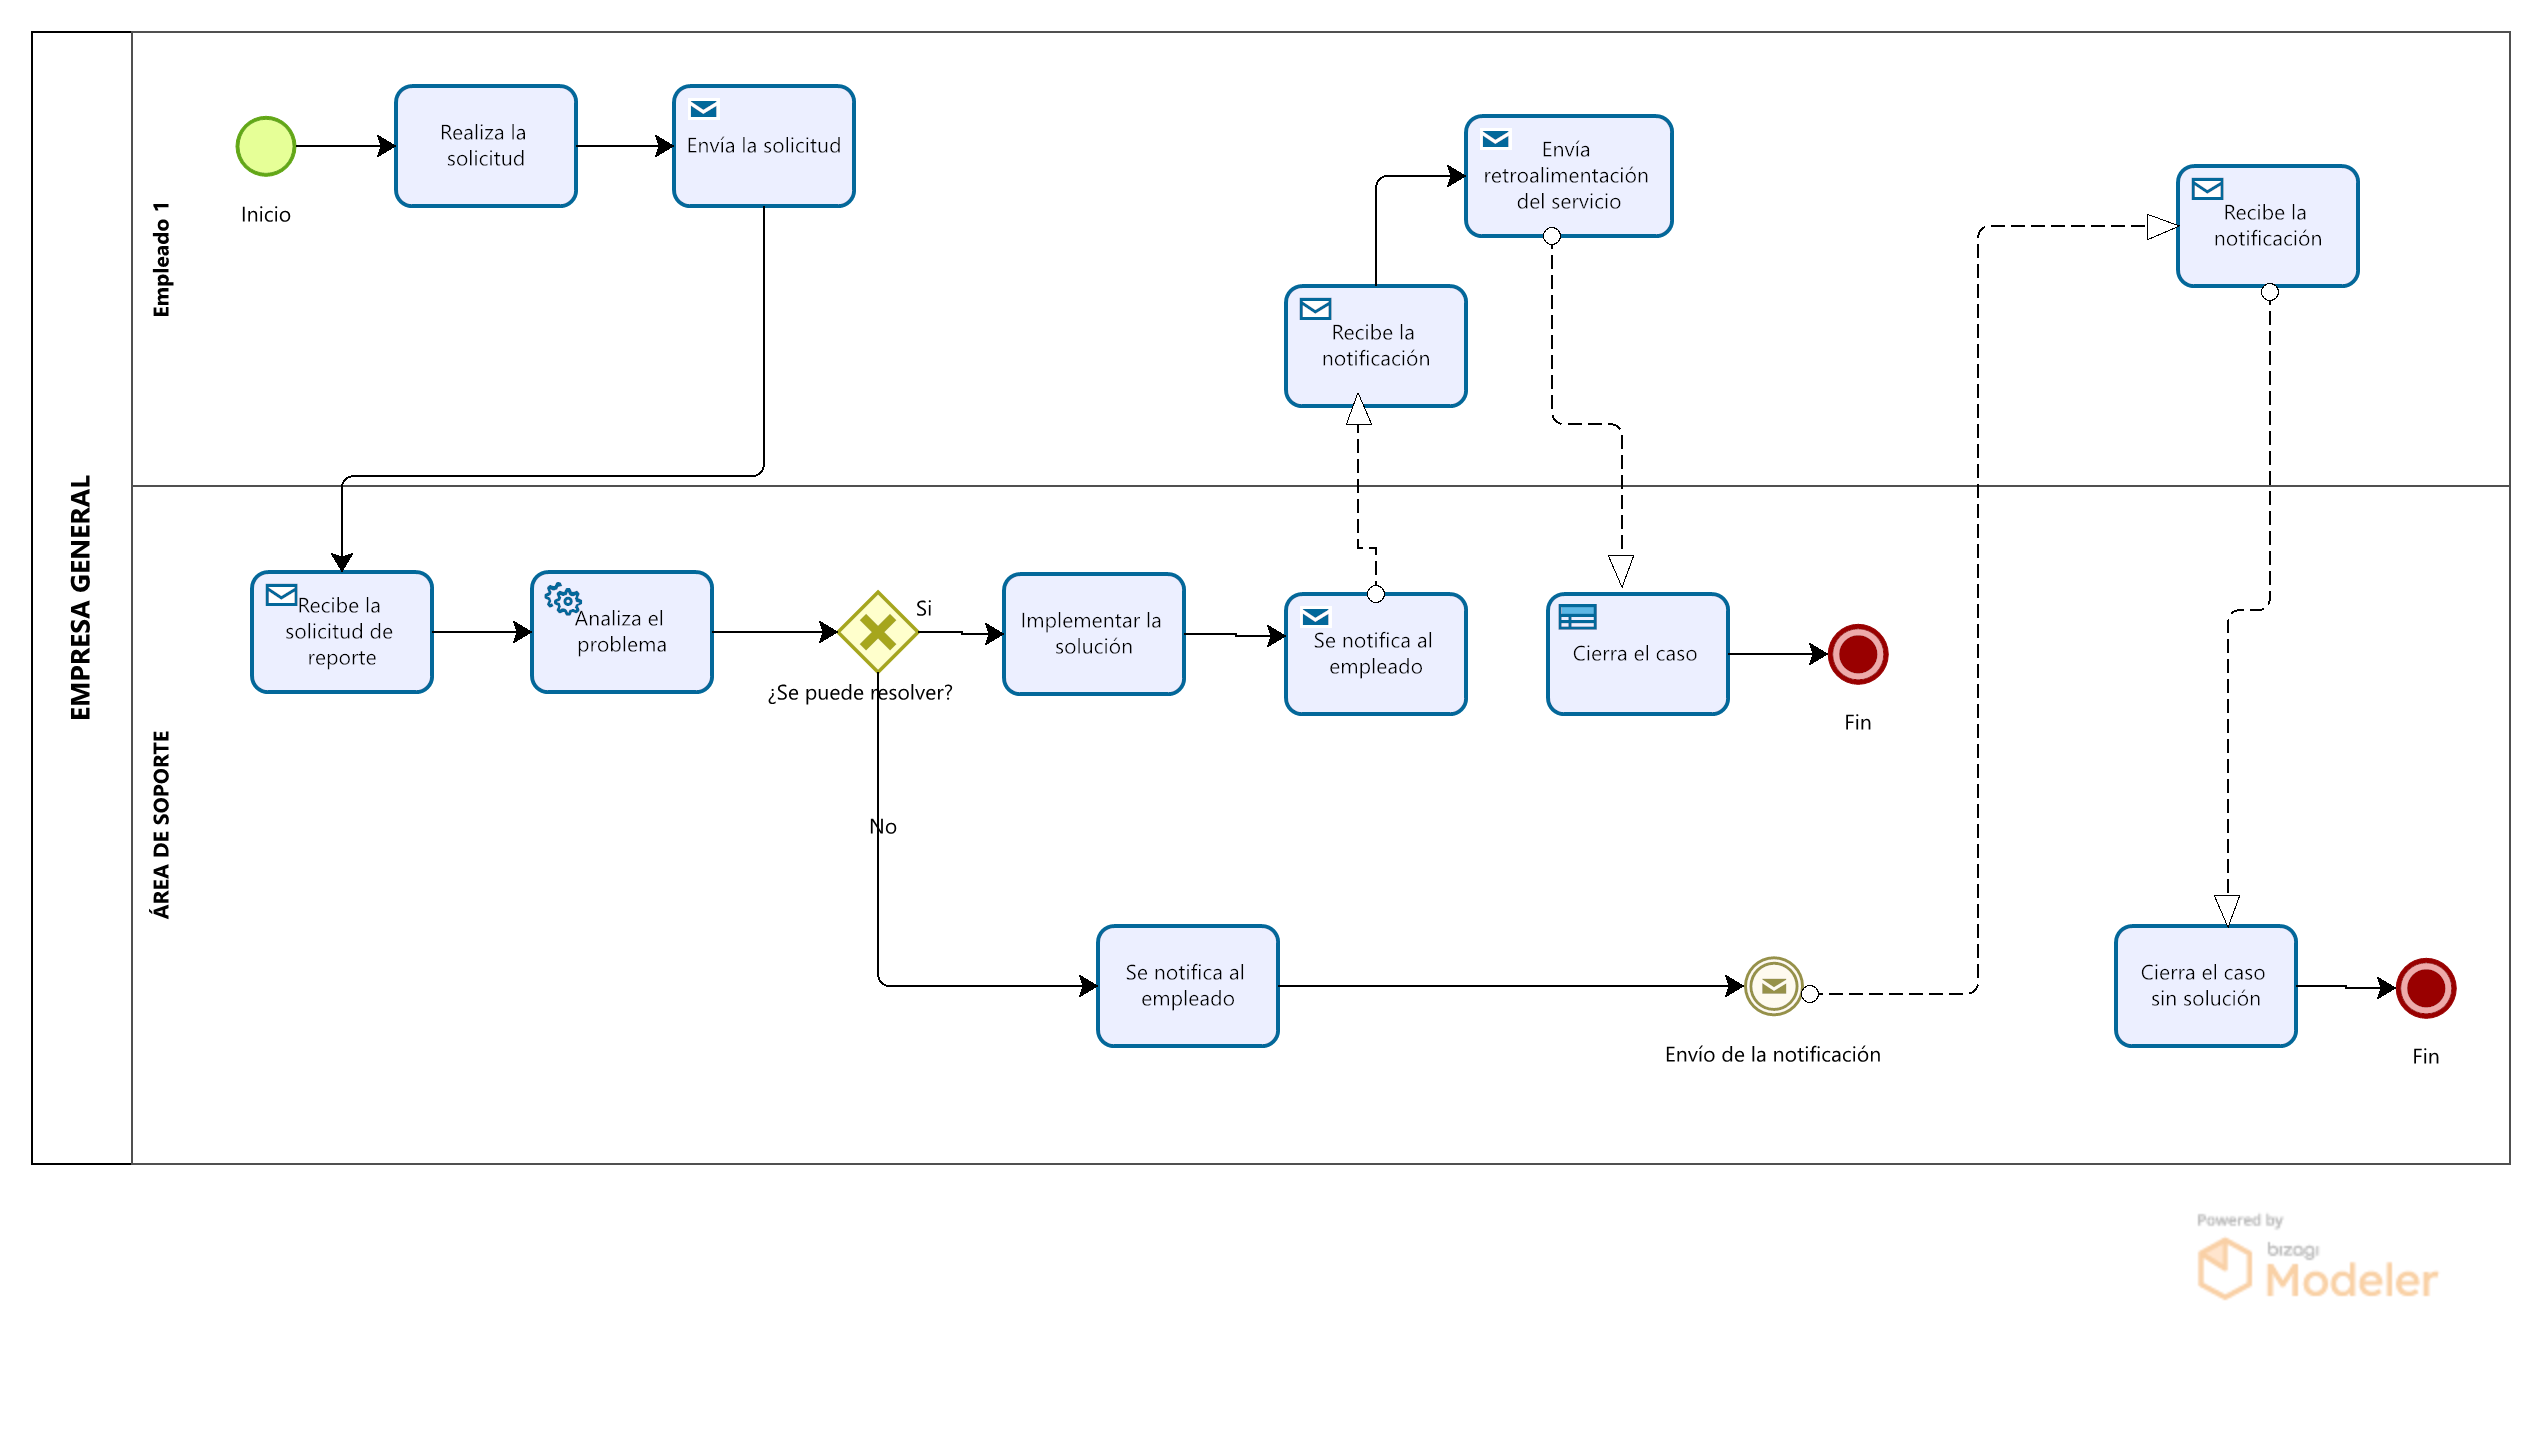 EMPRESA GENERAL
Empleado 1
Inicio
Realiza la
solicitud
Envía la solicitud
Recibe la
notificación
Envía
retroalimentación
del servicio
Recibe la
notificación
ÁREA DE SOPORTE
Recibe la
solicitud de
reporte
Analiza el
problema
¿Se puede resolver?
Si
No
Implementar la
solución
Se notifica al
empleado
Cierra el caso
Fin
Se notifica al
empleado
Envío de la notificación
Cierra el caso
sin solución
Fin
Powered by
bizagi
Modeler